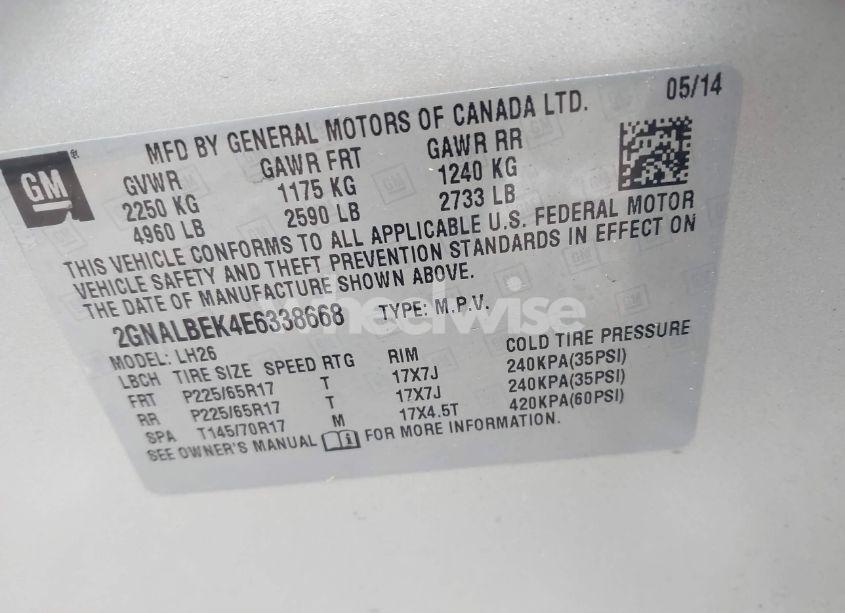 05/14
MFD BY GENERAL MOTORS OF CANADA LTD.
GM
GVWR GAWR FRT GAWR RR
2250 KG 1175 KG 1240 KG
4960 LB 2590 LB 2733 LB
THIS VEHICLE CONFORMS TO ALL APPLICABLE U.S. FEDERAL MOTOR
VEHICLE SAFETY AND THEFT PREVENTION STANDARDS IN EFFECT ON
THE DATE OF MANUFACTURE SHOWN ABOVE.
wheelwise
2GNALBEK4E6338668 TYPE: M.P.V.
MODEL: LH26
LBCH TIRE SIZE SPEED RTG RIM COLD TIRE PRESSURE
FRT P225/65R17 T 17X7J 240KPA(35PSI)
RR P225/65R17 T 17X7J 240KPA(35PSI)
SPA T145/70R17 M 17X4.5T 420KPA(60PSI)
SEE OWNER'S MANUAL FOR MORE INFORMATION.